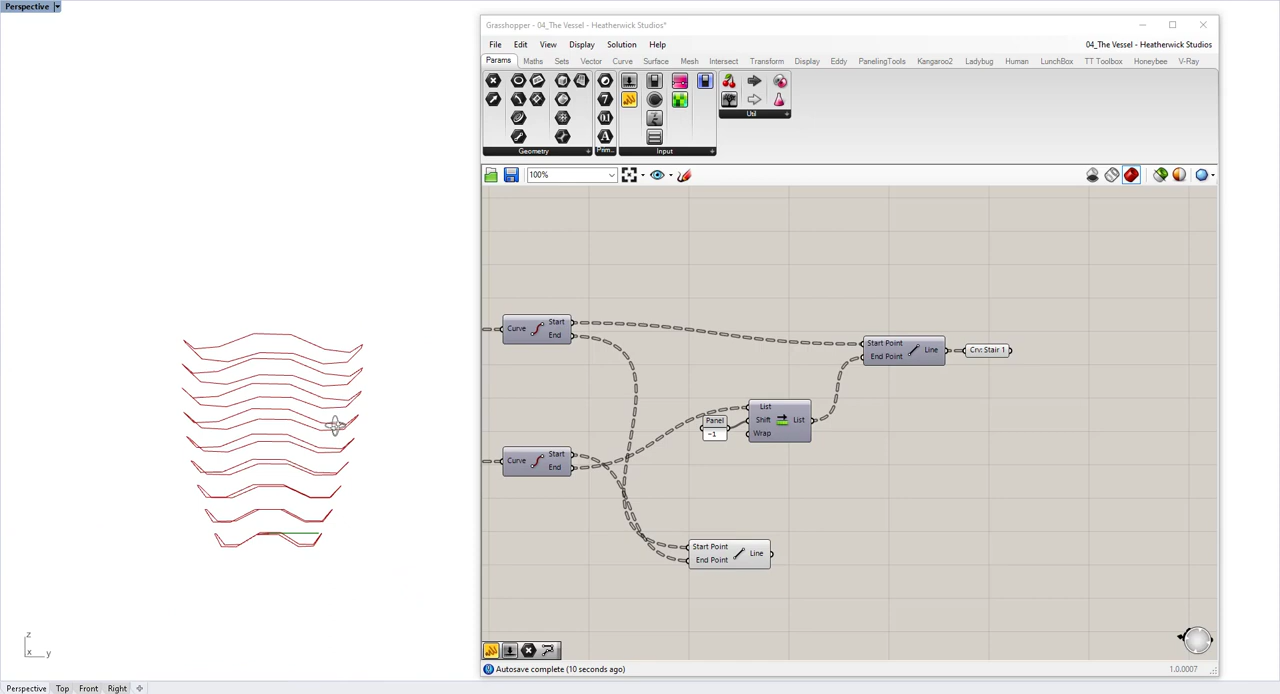 Perspective
Grasshopper - 04_The Vessel - Heatherwick Studios*
File Edit View Display Solution Help
04_The Vessel - Heatherwick Studios
Params Maths Sets Vector Curve Surface Mesh Intersect Transform Display Eddy PanelingTools Kangaroo2 Ladybug Human LunchBox TT Toolbox Honeybee V-Ray
Geometry Prim... Input Util
100%
Curve Start End
Start Point End Point Line
Cnt Stair 1
Panel
-1
List Shift Wrap List
Curve Start End
Start Point End Point Line
z
x y
Autosave complete (10 seconds ago)
1.0.0007
Perspective Top Front Right